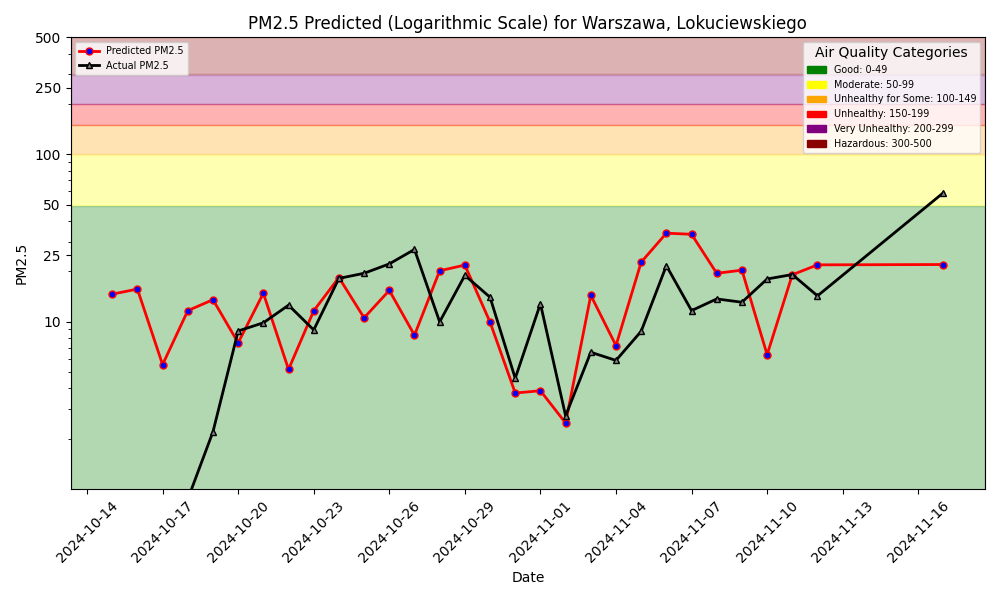 PM2.5 Predicted (Logarithmic Scale) for Warszawa, Lokuciewskiego
Predicted PM2.5
Actual PM2.5
Air Quality Categories
Good: 0-49
Moderate: 50-99
Unhealthy for Some: 100-149
Unhealthy: 150-199
Very Unhealthy: 200-299
Hazardous: 300-500
500
250
100
50
25
10
PM2.5
2024-10-14
2024-10-17
2024-10-20
2024-10-23
2024-10-26
2024-10-29
2024-11-01
2024-11-04
2024-11-07
2024-11-10
2024-11-13
2024-11-16
Date